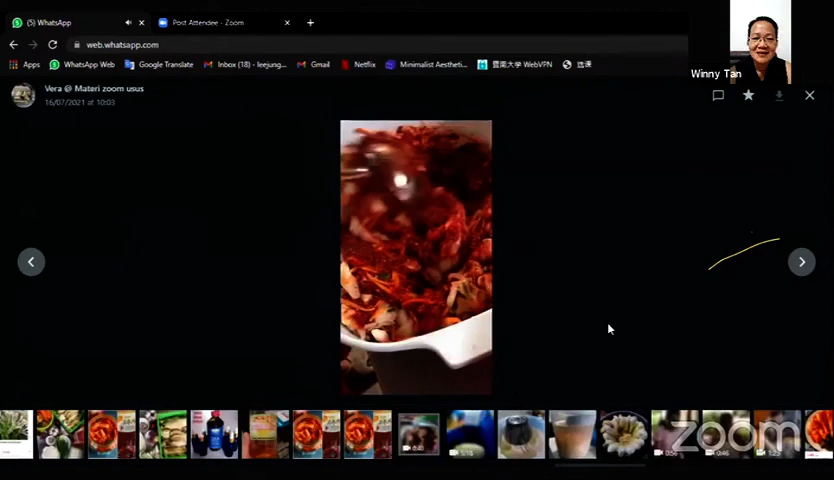 (5) WhatsApp
Post Attendee - Zoom
web.whatsapp.com
Apps
WhatsApp Web
Google Translate
Inbox (18) - leejung...
Gmail
Netflix
Minimalist Aestheti...
暨南大学 WebVPN
选课
Winny Tan
Vera @ Materi zoom usus
16/07/2021 at 10:03
zoom